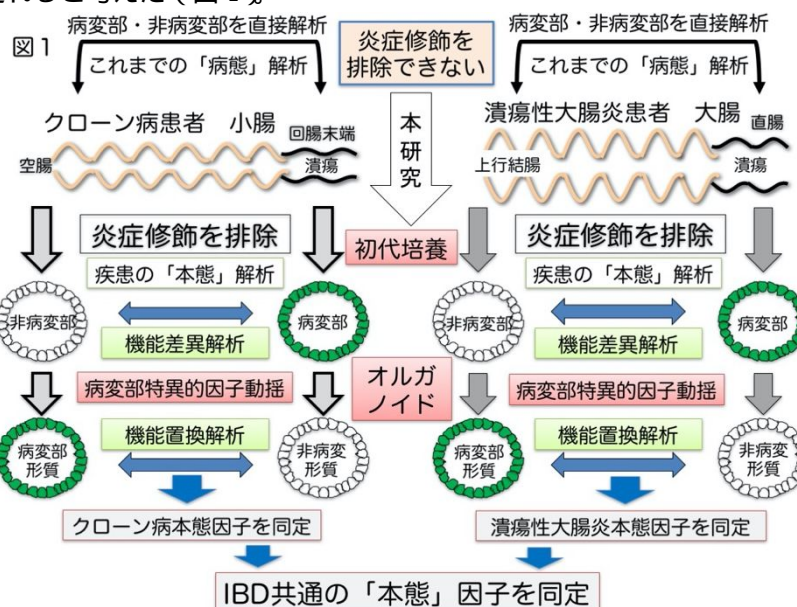 図1
病変部・非病変部を直接解析
これまでの「病態」解析
炎症修飾を
排除できない
病変部・非病変部を直接解析
これまでの「病態」解析
クローン病患者 小腸
回腸末端
空腸
潰瘍
本研究
潰瘍性大腸炎患者 大腸
直腸
上行結腸
潰瘍
炎症修飾を排除
疾患の「本態」解析
初代培養
炎症修飾を排除
疾患の「本態」解析
非病変部
病変部
機能差異解析
非病変部
病変部
機能差異解析
病変部特異的因子動揺
オルガ
ノイド
病変部特異的因子動揺
病変部
形質
機能置換解析
非病変
形質
病変部
形質
機能置換解析
非病変
形質
クローン病本態因子を同定
潰瘍性大腸炎本態因子を同定
IBD共通の「本態」因子を同定